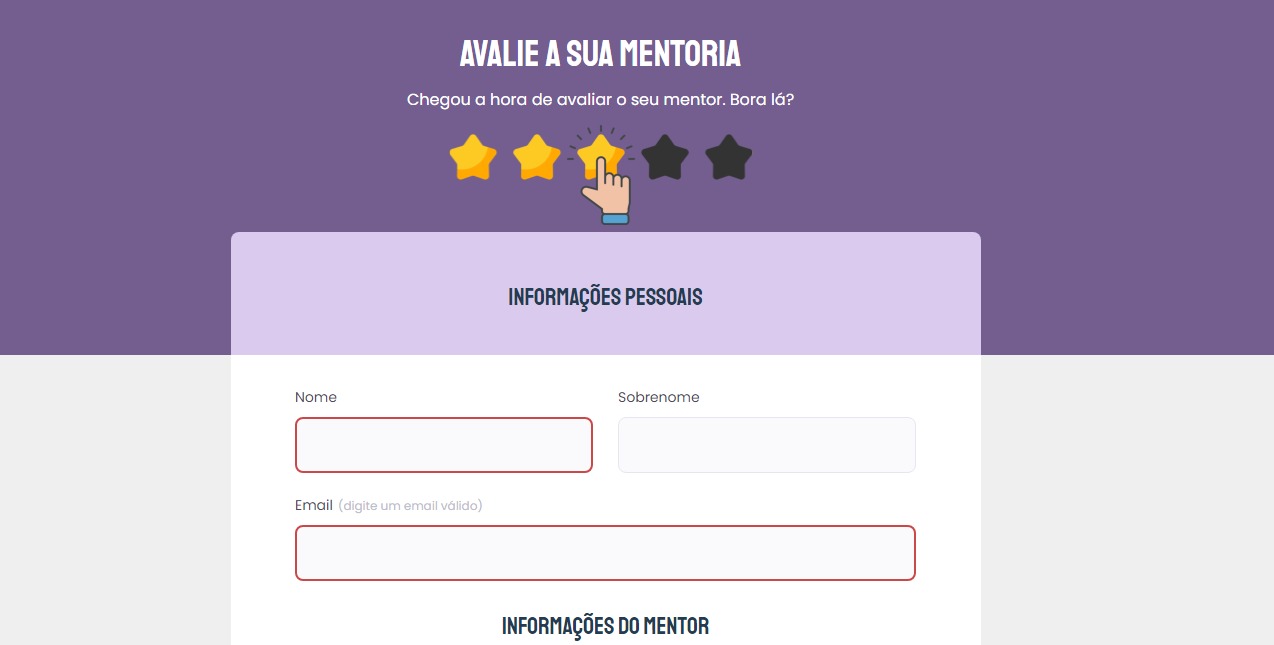 AVALIE A SUA MENTORIA
Chegou a hora de avaliar o seu mentor. Bora lá?
INFORMAÇÕES PESSOAIS
Nome
Sobrenome
Email (digite um email válido)
INFORMAÇÕES DO MENTOR